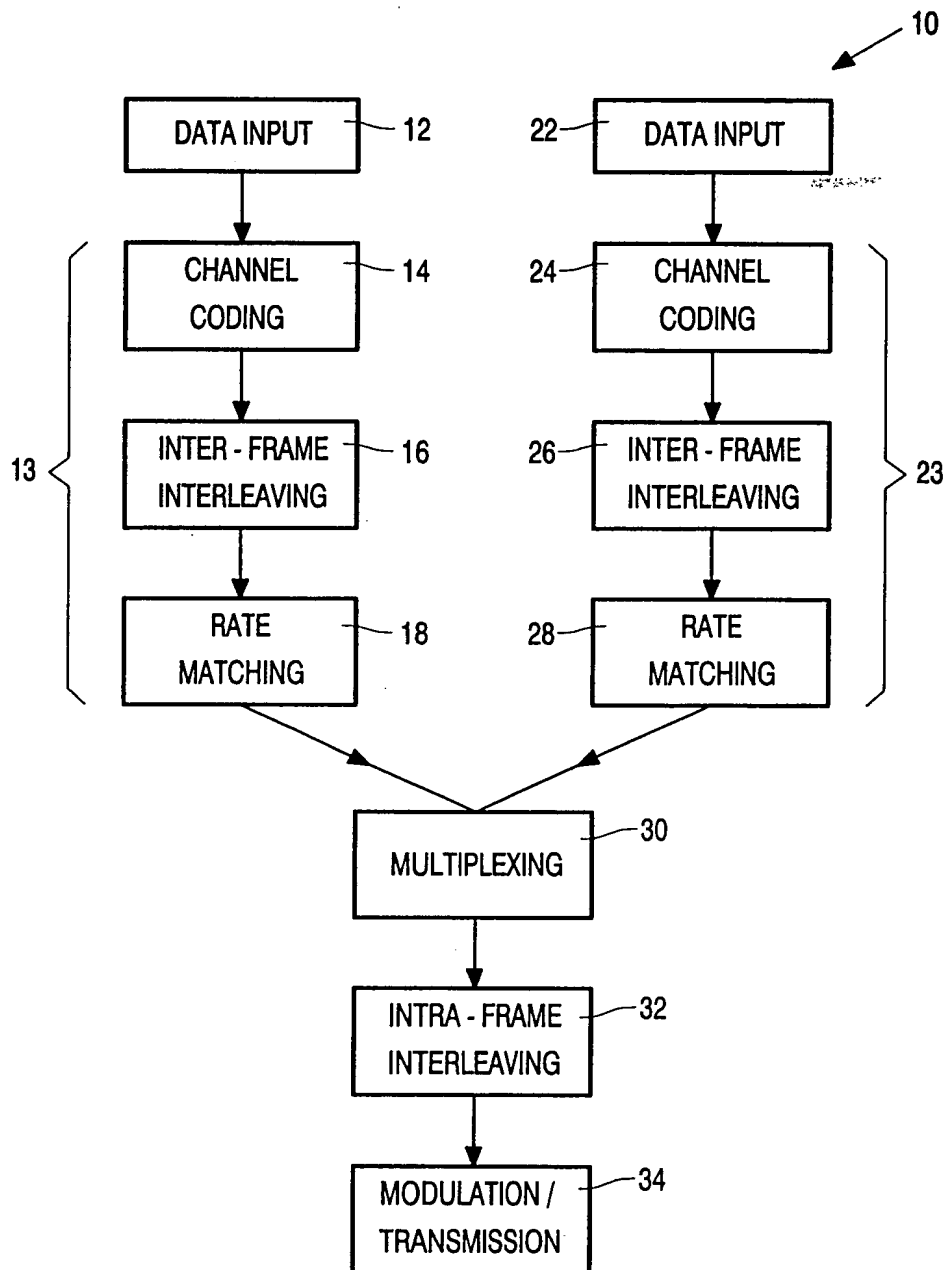 10
DATA INPUT
12
22
DATA INPUT
CHANNEL
CODING
14
24
CHANNEL
CODING
13
INTER - FRAME
INTERLEAVING
16
26
INTER - FRAME
INTERLEAVING
23
RATE
MATCHING
18
28
RATE
MATCHING
MULTIPLEXING
30
INTRA - FRAME
INTERLEAVING
32
MODULATION /
TRANSMISSION
34